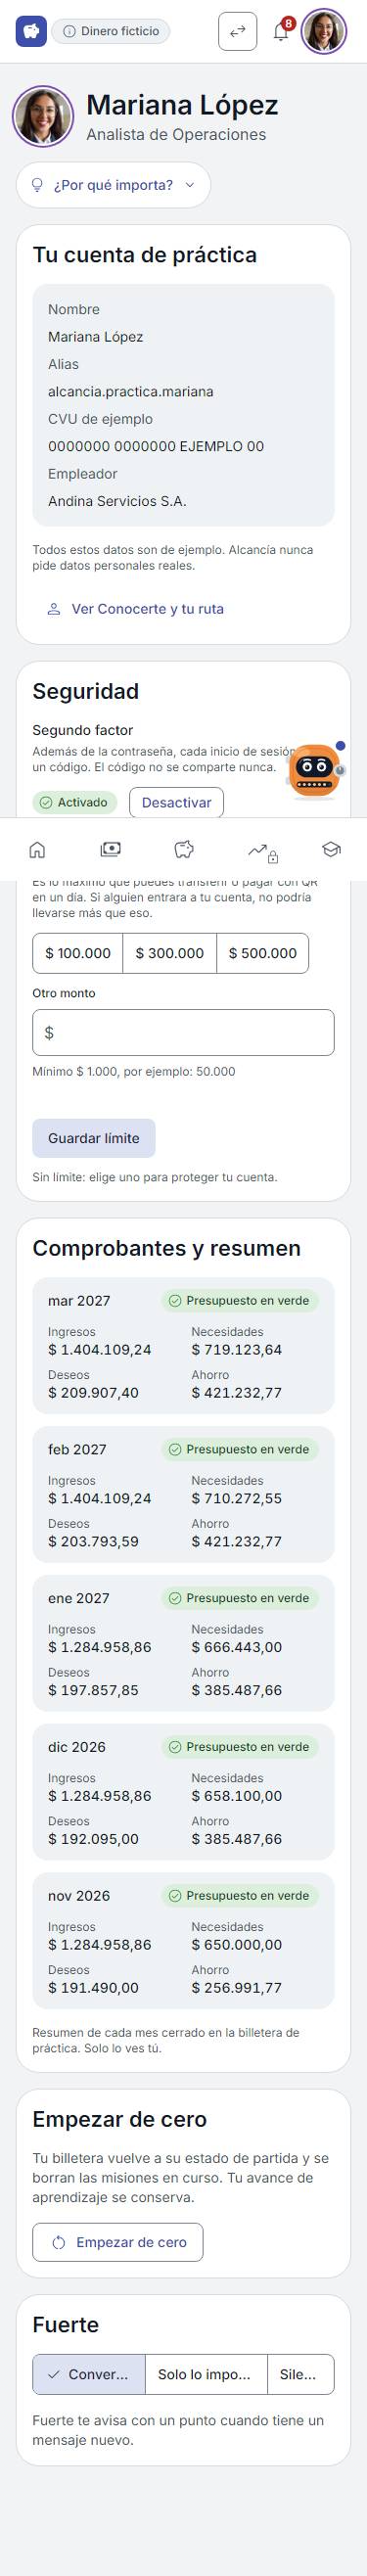 Dinero ficticio
8
Mariana López
Analista de Operaciones
¿Por qué importa?
Tu cuenta de práctica
Nombre
Mariana López
Alias
alcancia.practica.mariana
CVU de ejemplo
0000000 0000000 EJEMPLO 00
Empleador
Andina Servicios S.A.
Todos estos datos son de ejemplo. Alcancía nunca
pide datos personales reales.
Ver Conocerte y tu ruta
Seguridad
Segundo factor
Además de la contraseña, cada inicio de sesión
un código. El código no se comparte nunca.
Activado
Desactivar
Es lo máximo que puedes transferir o pagar con QR
en un día. Si alguien entrara a tu cuenta, no podría
llevarse más que eso.
$ 100.000
$ 300.000
$ 500.000
Otro monto
$
Mínimo $ 1.000, por ejemplo: 50.000
Guardar límite
Sin límite: elige uno para proteger tu cuenta.
Comprobantes y resumen
mar 2027
Presupuesto en verde
Ingresos
Necesidades
$ 1.404.109,24
$ 719.123,64
Deseos
Ahorro
$ 209.907,40
$ 421.232,77
feb 2027
Presupuesto en verde
Ingresos
Necesidades
$ 1.404.109,24
$ 710.272,55
Deseos
Ahorro
$ 203.793,59
$ 421.232,77
ene 2027
Presupuesto en verde
Ingresos
Necesidades
$ 1.284.958,86
$ 666.443,00
Deseos
Ahorro
$ 197.857,85
$ 385.487,66
dic 2026
Presupuesto en verde
Ingresos
Necesidades
$ 1.284.958,86
$ 658.100,00
Deseos
Ahorro
$ 192.095,00
$ 385.487,66
nov 2026
Presupuesto en verde
Ingresos
Necesidades
$ 1.284.958,86
$ 650.000,00
Deseos
Ahorro
$ 191.490,00
$ 256.991,77
Resumen de cada mes cerrado en la billetera de
práctica. Solo lo ves tú.
Empezar de cero
Tu billetera vuelve a su estado de partida y se
borran las misiones en curso. Tu avance de
aprendizaje se conserva.
Empezar de cero
Fuerte
Conver...
Solo lo impo...
Sile...
Fuerte te avisa con un punto cuando tiene un
mensaje nuevo.